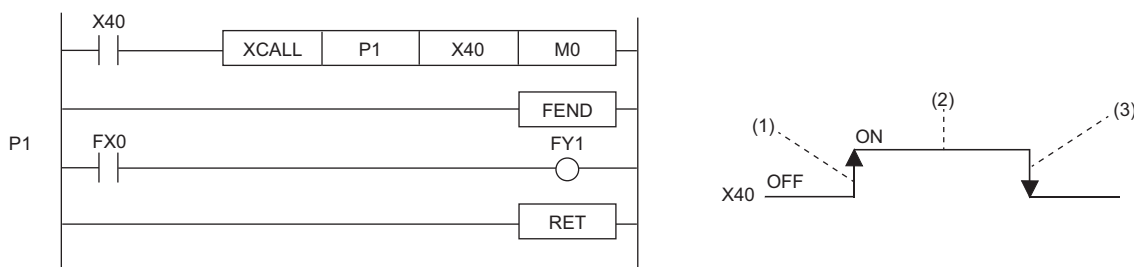 X40
XCALL P1 X40 M0
FEND
P1 FX0 FY1
RET
(1) (2) (3)
ON
X40 OFF